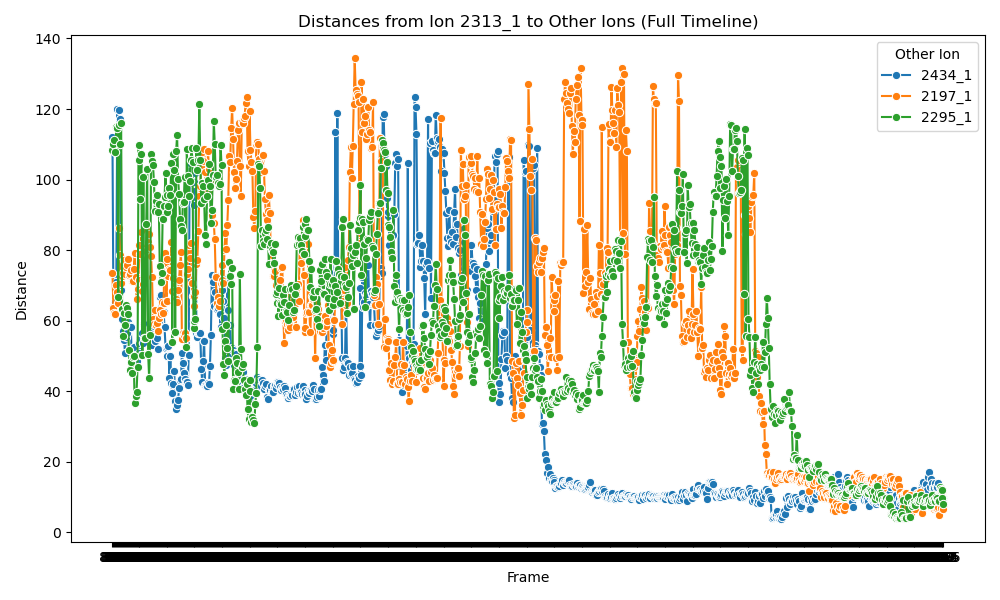 Distances from Ion 2313_1 to Other Ions (Full Timeline)
Other Ion
2434_1
2197_1
2295_1
Distance
140
120
100
80
60
40
20
0
Frame